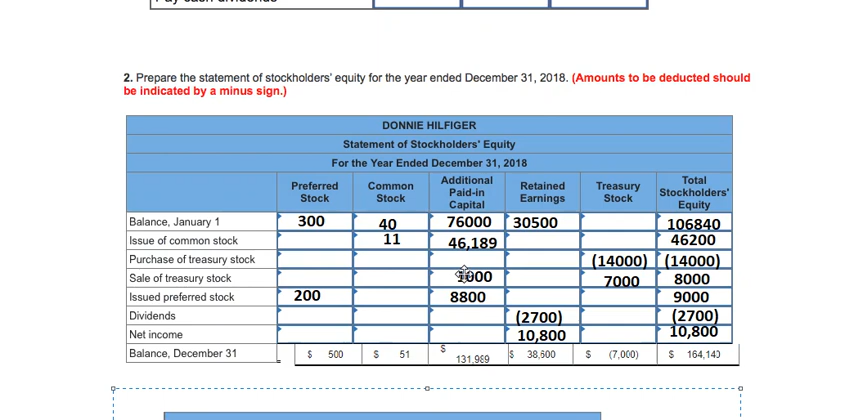 Pay cash dividends
2. Prepare the statement of stockholders' equity for the year ended December 31, 2018. (Amounts to be deducted should
be indicated by a minus sign.)
DONNIE HILFIGER
Statement of Stockholders' Equity
For the Year Ended December 31, 2018
Preferred Stock Common Stock Additional Paid-in Capital Retained Earnings Treasury Stock Total Stockholders' Equity
Balance, January 1 300 40 76000 30500 106840
Issue of common stock 11 46,189 46200
Purchase of treasury stock (14000) (14000)
Sale of treasury stock 1000 7000 8000
Issued preferred stock 200 8800 9000
Dividends (2700) (2700)
Net income 10,800 10,800
Balance, December 31 $ 500 $ 51 $ 131,989 $ 38,600 $ (7,000) $ 164,140